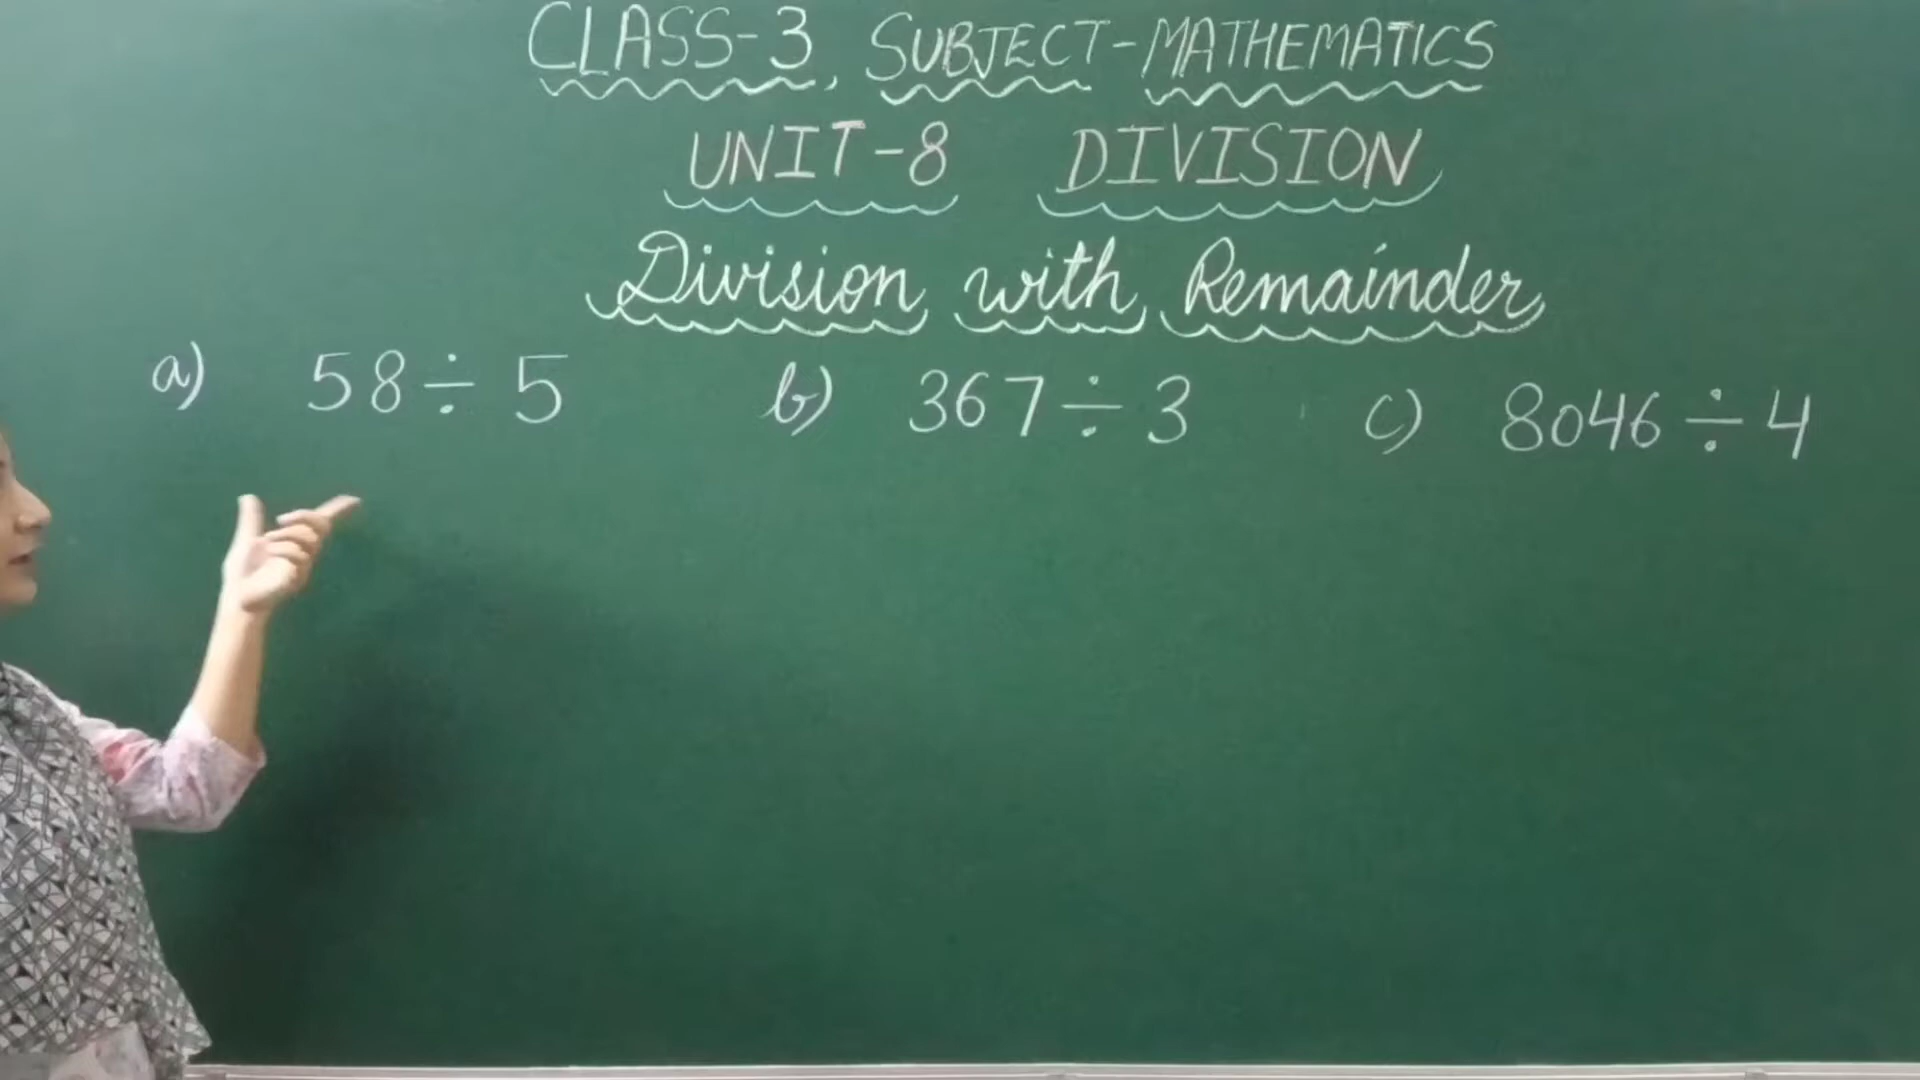 CLASS-3, SUBJECT-MATHEMATICS
UNIT-8 DIVISION
Division with Remainder
a) 58÷5 b) 367÷3 c) 8046÷4